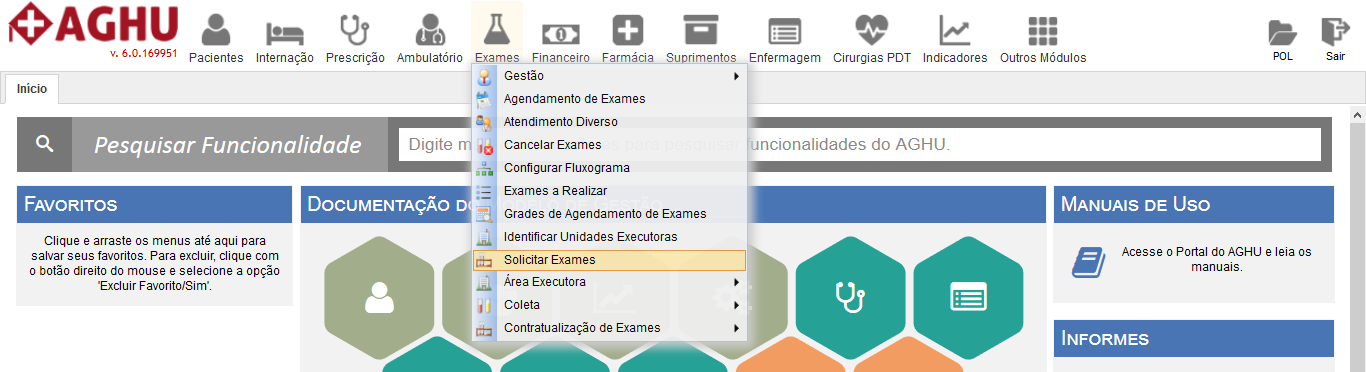 AGHU
v. 6.0.169951
Pacientes
Internação
Prescrição
Ambulatório
Exames
Financeiro
Farmácia
Suprimentos
Enfermagem
Cirurgias PDT
Indicadores
Outros Módulos
POL
Sair
Início
Gestão
Agendamento de Exames
Atendimento Diverso
Cancelar Exames
Configurar Fluxograma
Exames a Realizar
Grades de Agendamento de Exames
Identificar Unidades Executoras
Solicitar Exames
Área Executora
Coleta
Contratualização de Exames
Pesquisar Funcionalidade
Digite m para pesquisar funcionalidades do AGHU.
Favoritos
Clique e arraste os menus até aqui para
salvar seus favoritos. Para excluir, clique com
o botão direito do mouse e selecione a opção
'Excluir Favorito/Sim'.
Documentação do Modelo de Gestão
Manuais de Uso
Acesse o Portal do AGHU e leia os
manuais.
Informes